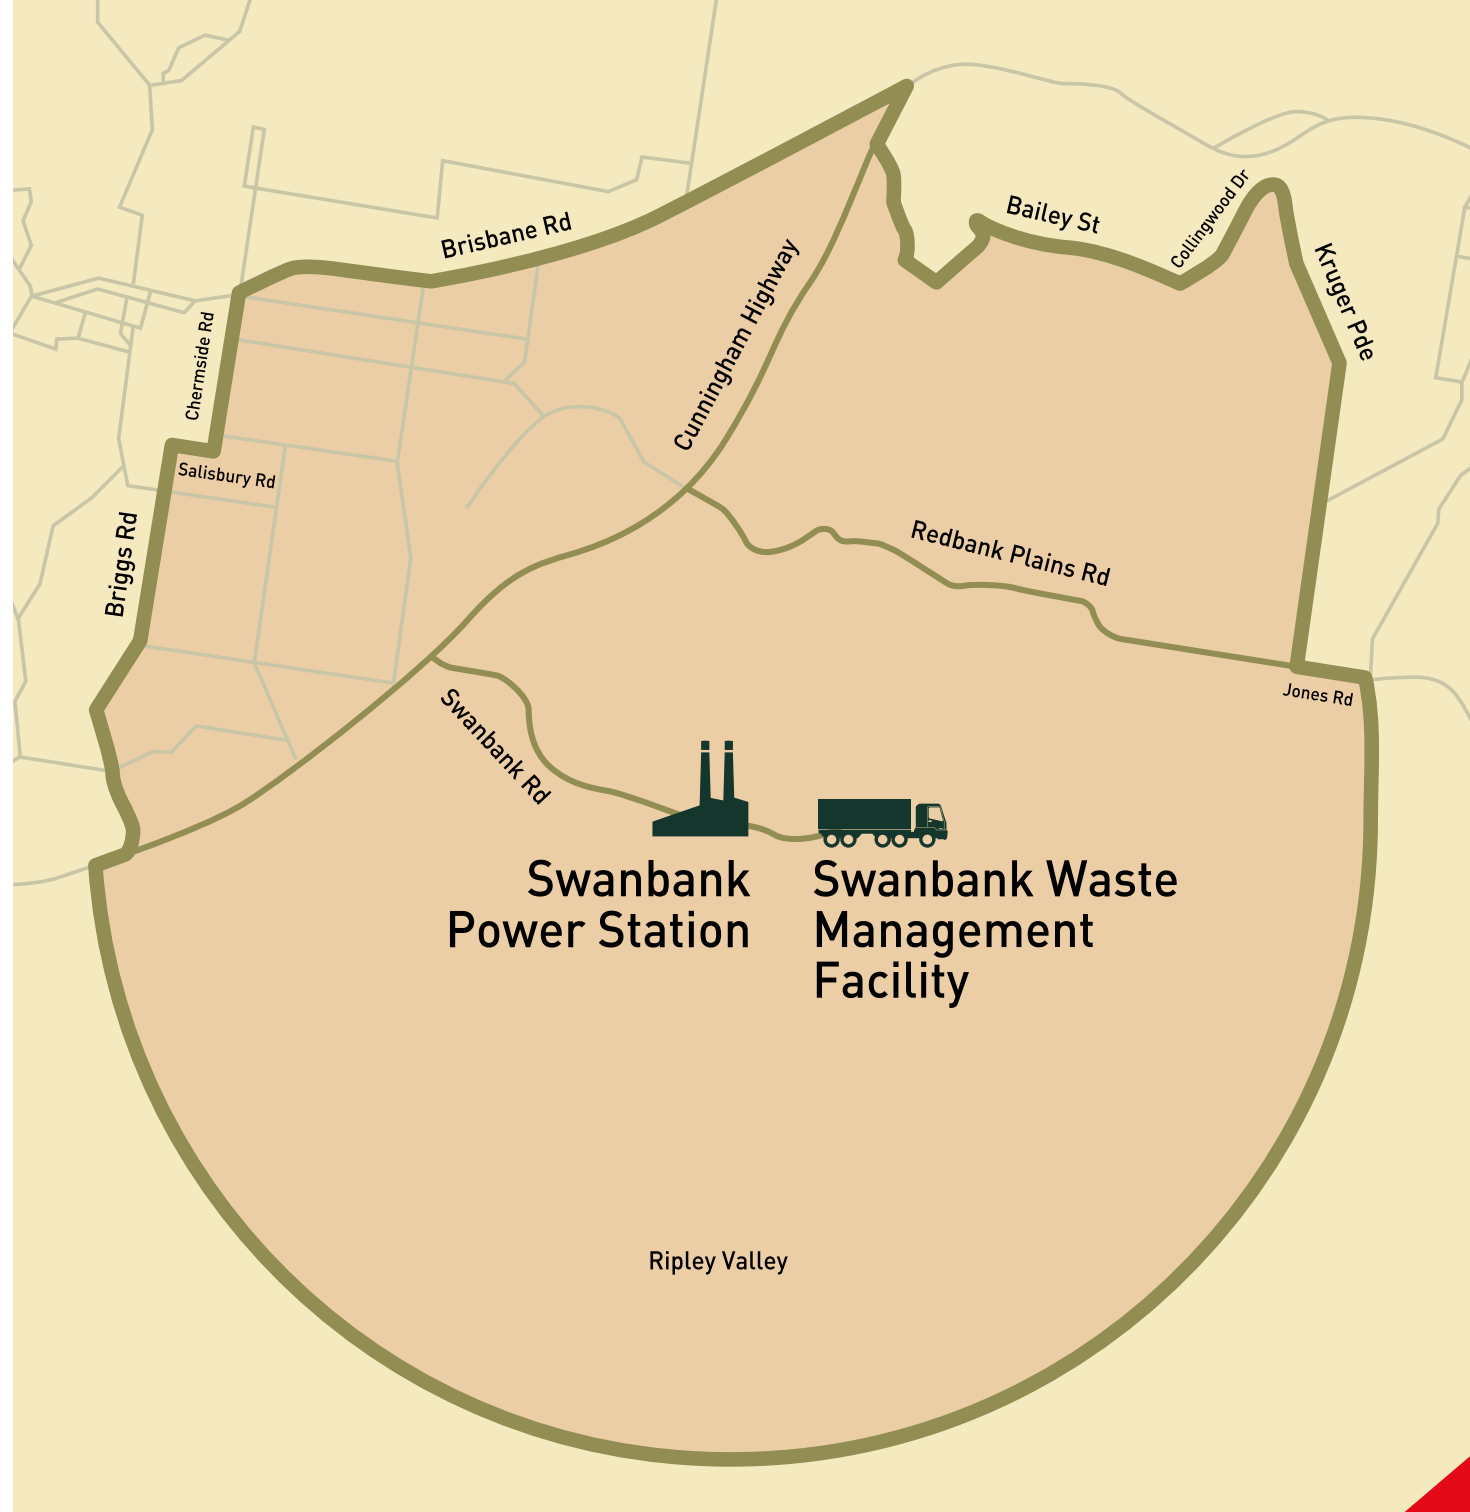 Collingwood Dr
Bailey St
Brisbane Rd
Kruger Pde
Cunningham Highway
Chermside Rd
Salisbury Rd
Briggs Rd
Redbank Plains Rd
Jones Rd
Swanbank Rd
Swanbank
Power Station
Swanbank Waste
Management
Facility
Ripley Valley